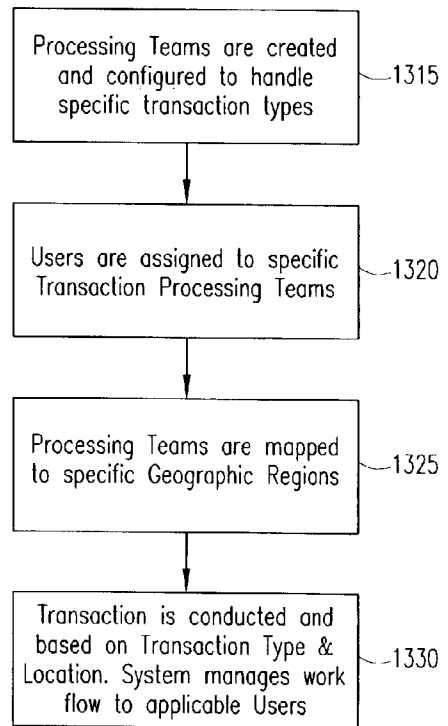 Processing Teams are created
and configured to handle
specific transaction types
1315
Users are assigned to specific
Transaction Processing Teams
1320
Processing Teams are mapped
to specific Geographic Regions
1325
Transaction is conducted and
based on Transaction Type &
Location. System manages work
flow to applicable Users
1330